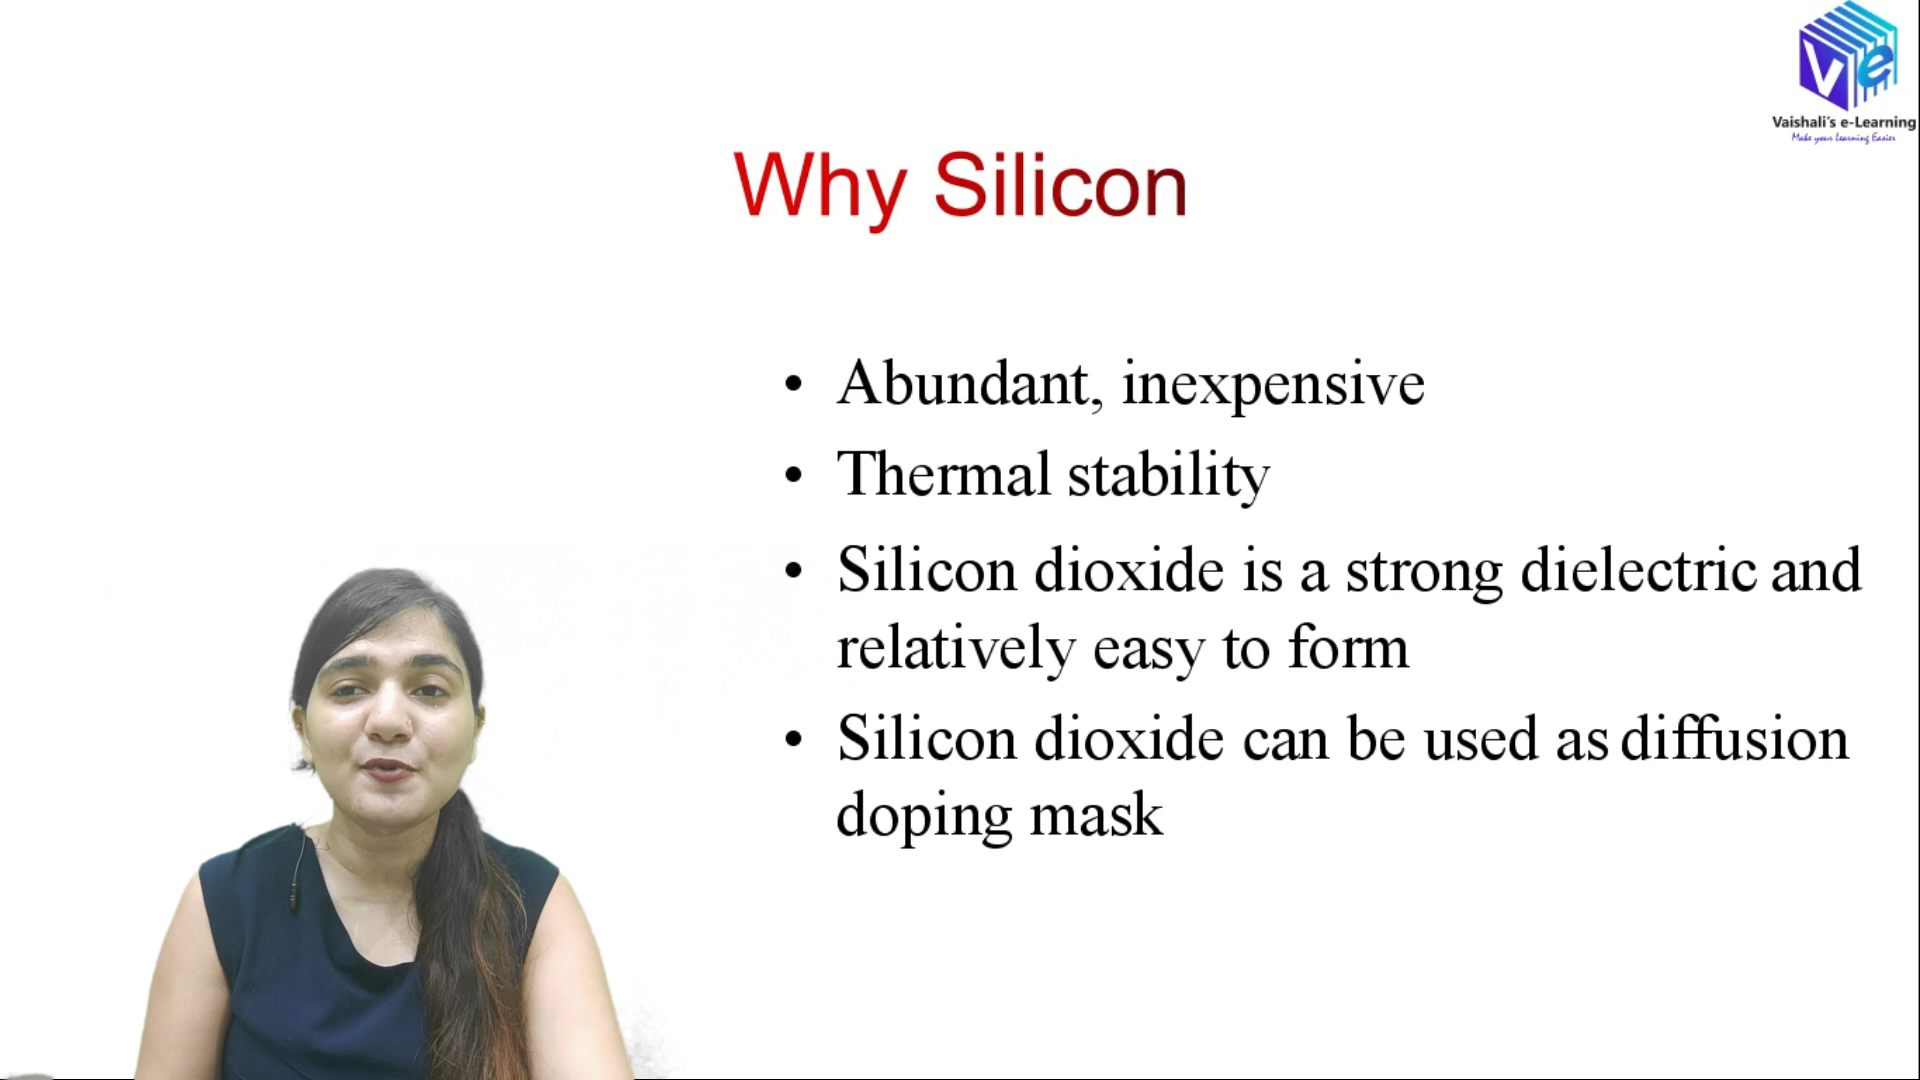 Ve
Vaishali's e-Learning
Make your Learning Easier
Why Silicon
• Abundant, inexpensive
• Thermal stability
• Silicon dioxide is a strong dielectric and
relatively easy to form
• Silicon dioxide can be used as diffusion
doping mask